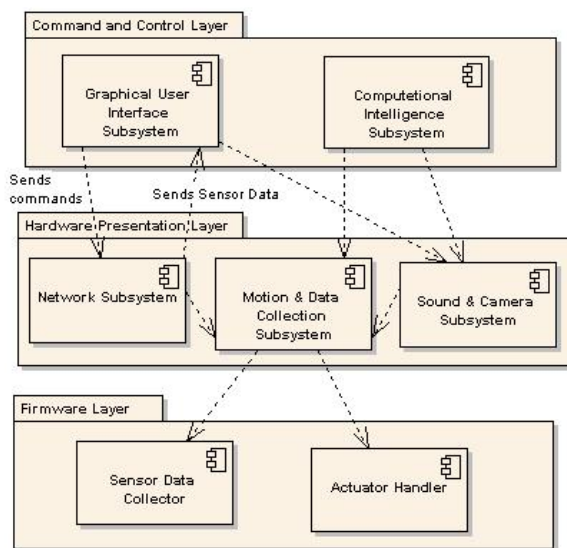 Command and Control Layer
Graphical User
Interface
Subsystem
Computetional
Intelligence
Subsystem
Sends
commands
Sends Sensor Data
Hardware Presentation Layer
Network Subsystem
Motion & Data
Collection
Subsystem
Sound & Camera
Subsystem
Firmware Layer
Sensor Data
Collector
Actuator Handler